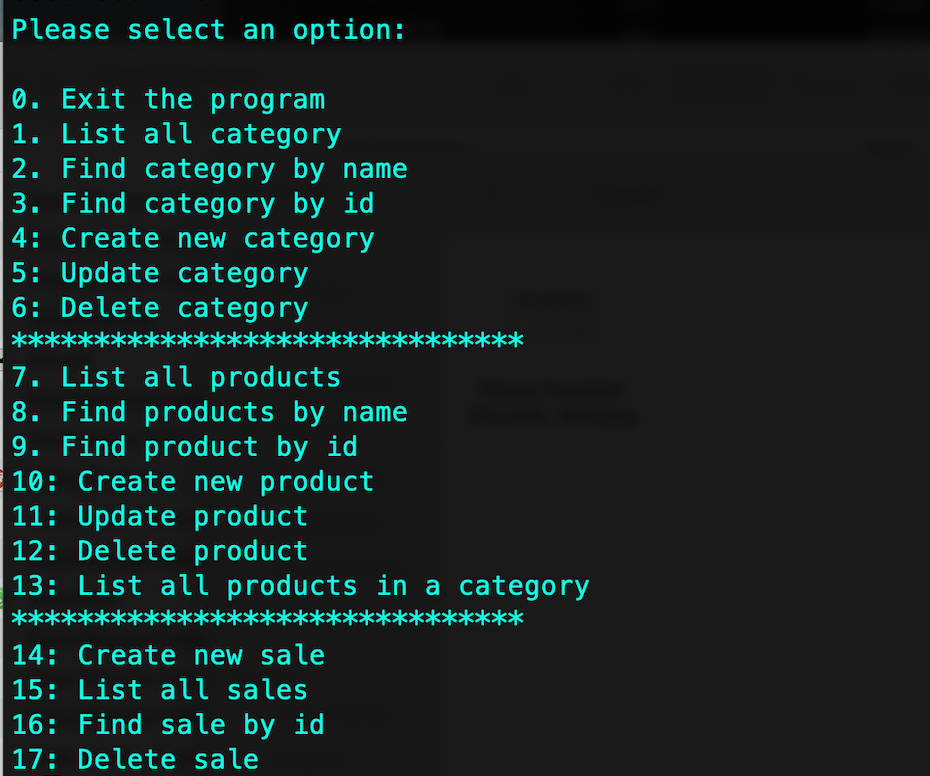 Please select an option:
0. Exit the program
1. List all category
2. Find category by name
3. Find category by id
4: Create new category
5: Update category
6: Delete category
*******************************
7. List all products
8. Find products by name
9. Find product by id
10: Create new product
11: Update product
12: Delete product
13: List all products in a category
*******************************
14: Create new sale
15: List all sales
16: Find sale by id
17: Delete sale